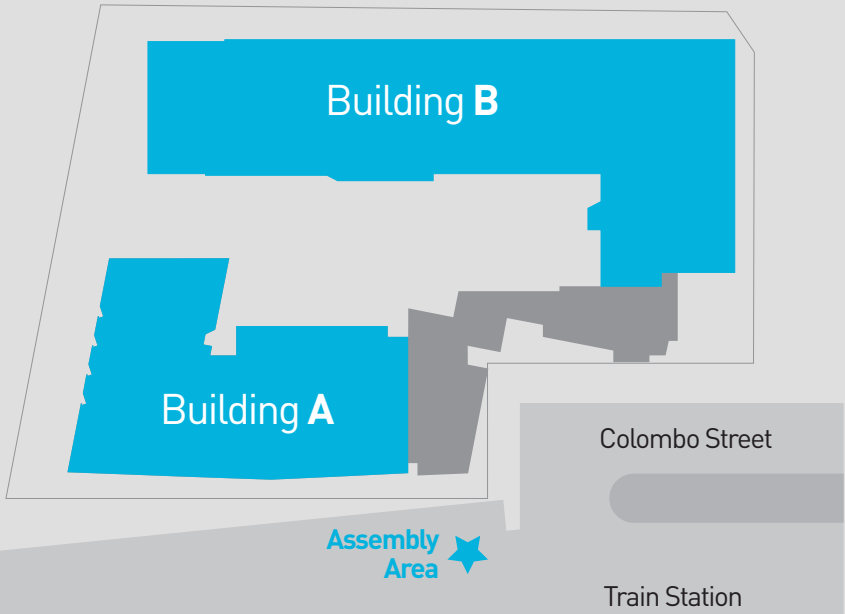 Building B
Building A
Colombo Street
Assembly
Area
Train Station